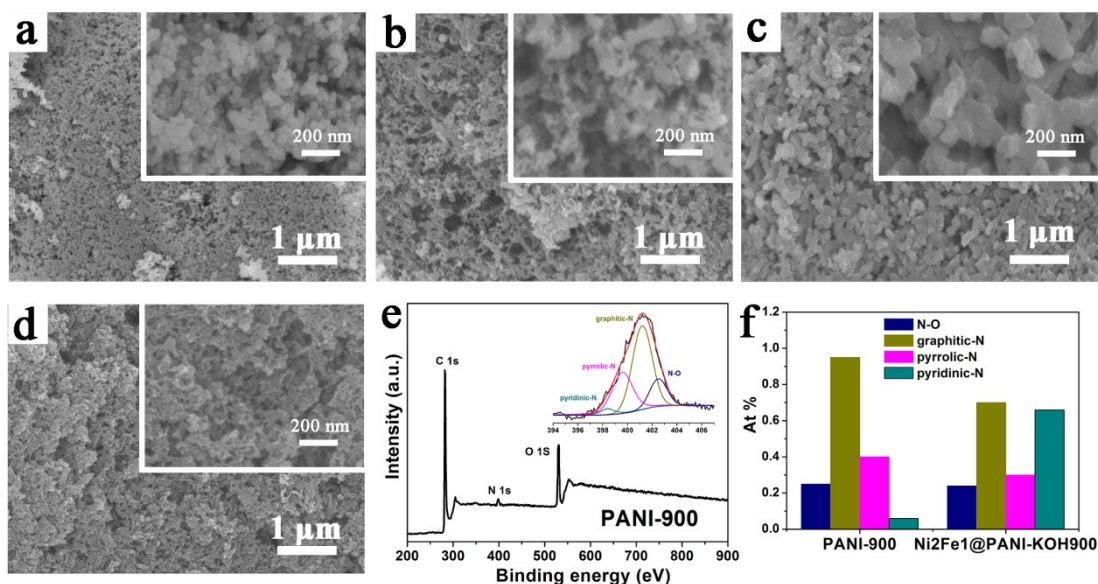 a
200 nm
1 μm
b
200 nm
1 μm
c
200 nm
1 μm
d
200 nm
1 μm
e
Intensity (a.u.)
C 1s
N 1s
O 1S
PANI-900
200 300 400 500 600 700 800 900
Binding energy (eV)
graphitic-N
pyrrolic-N
N-O
pyridinic-N
394 396 398 400 402 404 406
f
At %
1.2
0.9
0.6
0.4
0.2
0.0
N-O
graphitic-N
pyrrolic-N
pyridinic-N
PANI-900 Ni2Fe1@PANI-KOH900